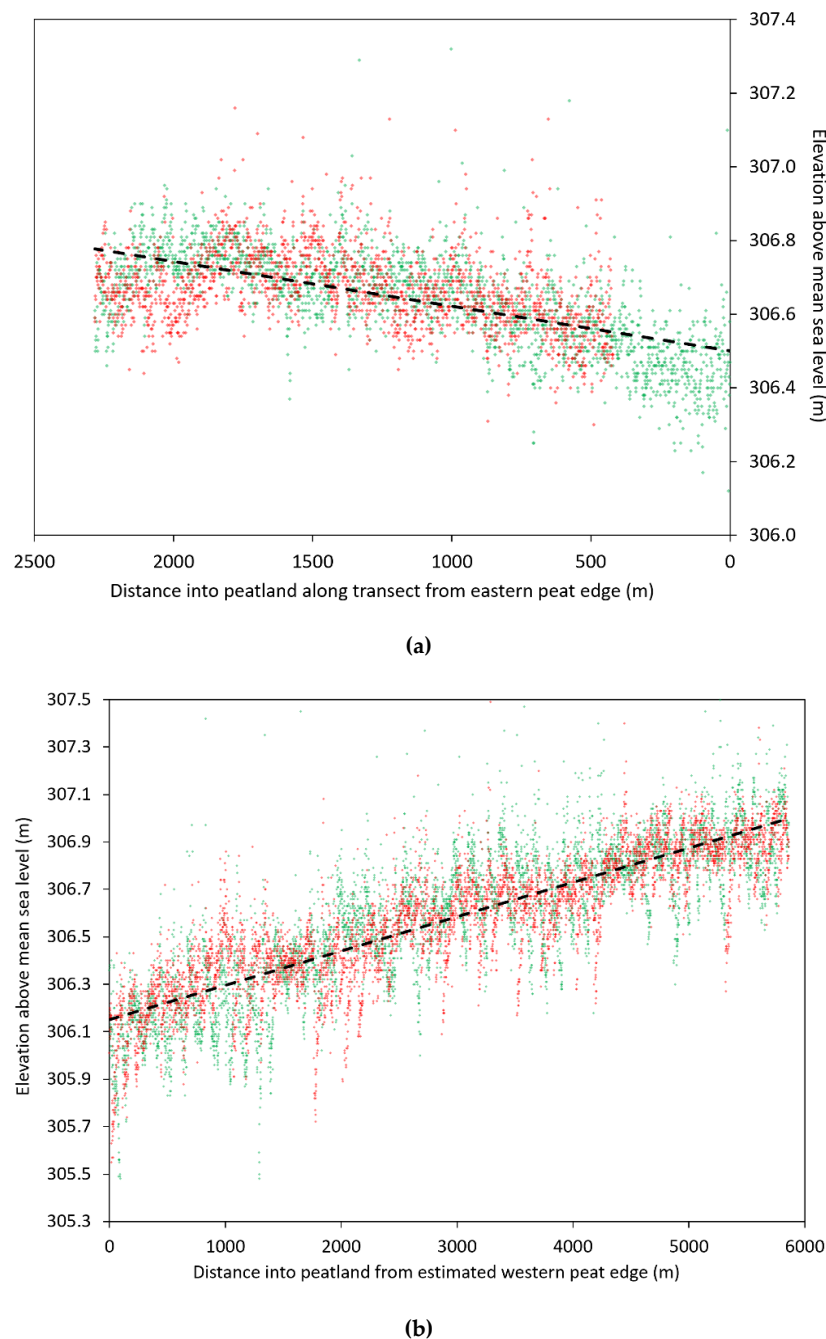 307.4
307.2
307.0
306.8
306.6
306.4
306.2
306.0
Elevation above mean sea level (m)
2500 2000 1500 1000 500 0
Distance into peatland along transect from eastern peat edge (m)
(a)
307.5
307.3
307.1
306.9
306.7
306.5
306.3
306.1
305.9
305.7
305.5
305.3
Elevation above mean sea level (m)
0 1000 2000 3000 4000 5000 6000
Distance into peatland from estimated western peat edge (m)
(b)